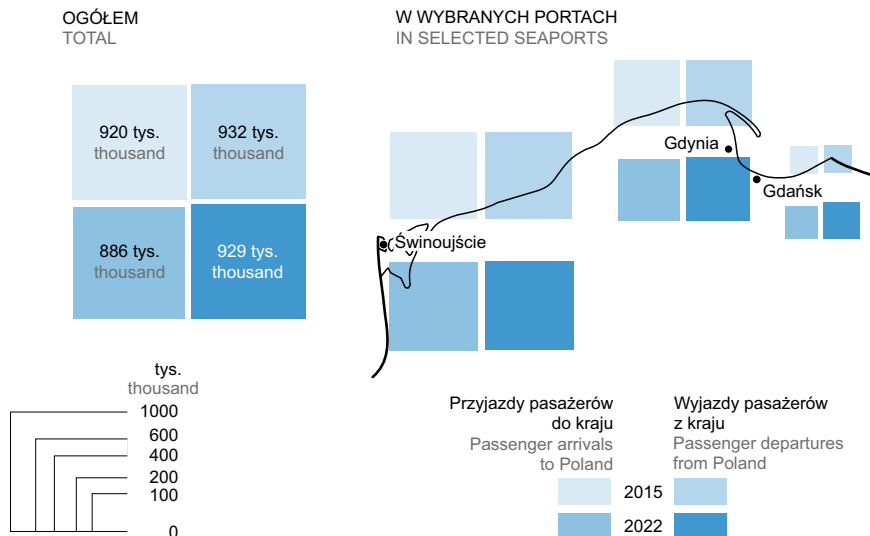 OGÓŁEM
TOTAL
W WYBRANYCH PORTACH
IN SELECTED SEAPORTS
920 tys.
thousand
932 tys.
thousand
886 tys.
thousand
929 tys.
thousand
Gdynia
Gdańsk
Świnoujście
tys.
thousand
1000
600
400
200
100
0
Przyjazdy pasażerów
do kraju
Passenger arrivals
to Poland
Wyjazdy pasażerów
z kraju
Passenger departures
from Poland
2015
2022